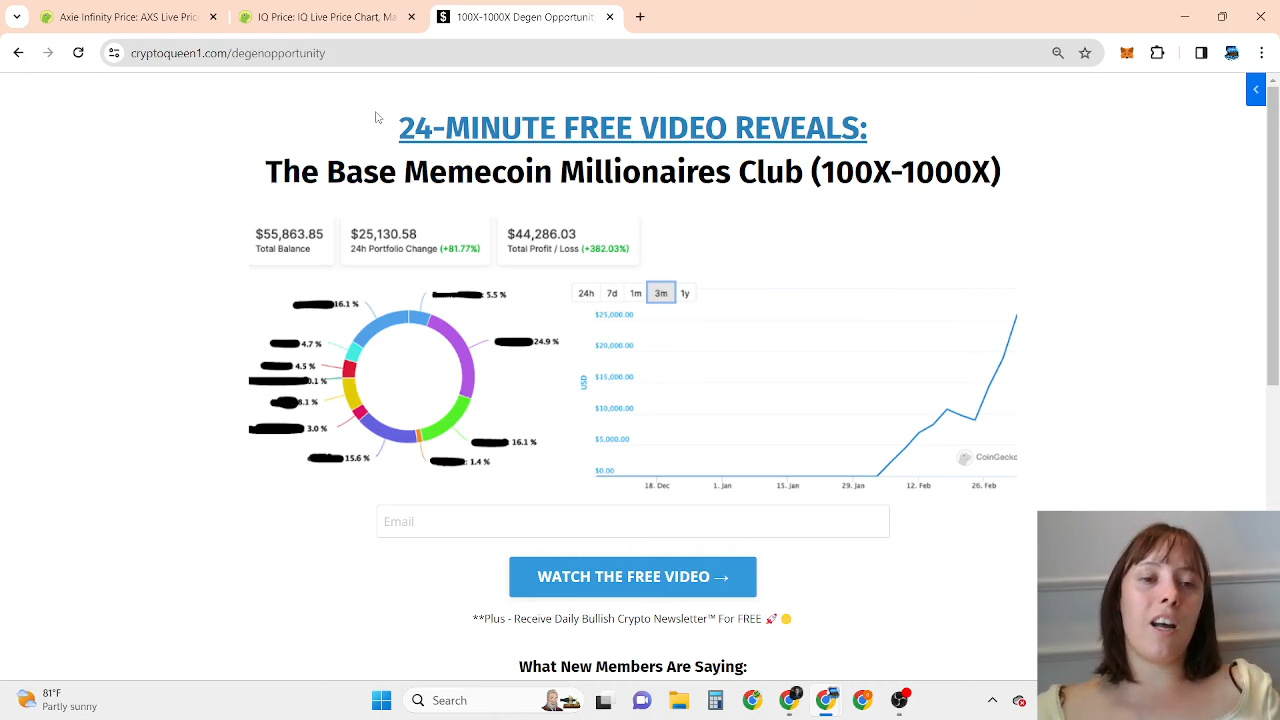 Axie Infinity Price: AXS Live Pric
IQ Price: IQ Live Price Chart, Ma
100X-1000X Degen Opportunit
cryptoqueen1.com/degenopportunity
24-MINUTE FREE VIDEO REVEALS:
The Base Memecoin Millionaires Club (100X-1000X)
$55,863.85
Total Balance
$25,130.58
24h Portfolio Change (+81.77%)
$44,286.03
Total Profit / Loss (+382.03%)
24h 7d 1m 3m 1y
16.1 %
5.5 %
24.9 %
4.7 %
4.5 %
0.1 %
8.1 %
3.0 %
15.6 %
1.4 %
16.1 %
$25,000.00
$20,000.00
$15,000.00
$10,000.00
$5,000.00
$0.00
USD
CoinGecko
18. Dec 1. Jan 15. Jan 29. Jan 12. Feb 26. Feb
Email
WATCH THE FREE VIDEO →
**Plus - Receive Daily Bullish Crypto Newsletter™ For FREE 🚀 🟡
What New Members Are Saying:
81°F
Partly sunny
Search